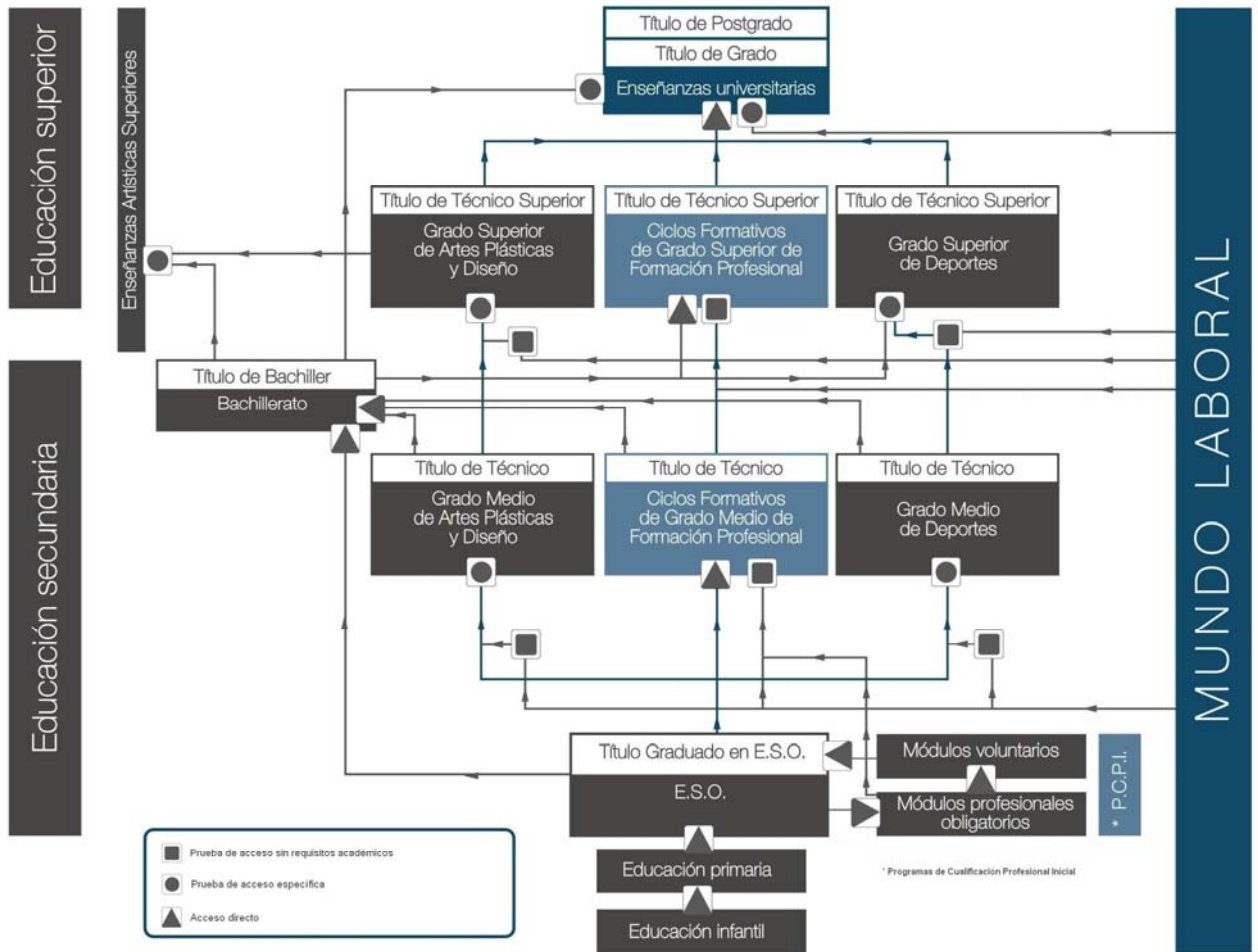 Educación superior
Enseñanzas Artísticas Superiores
Título de Postgrado
Título de Grado
Enseñanzas universitarias
Título de Técnico Superior
Grado Superior
de Artes Plásticas
y Diseño
Título de Técnico Superior
Ciclos Formativos
de Grado Superior de
Formación Profesional
Título de Técnico Superior
Grado Superior
de Deportes
MUNDO LABORAL
Educación secundaria
Título de Bachiller
Bachillerato
Título de Técnico
Grado Medio
de Artes Plásticas
y Diseño
Título de Técnico
Ciclos Formativos
de Grado Medio de
Formación Profesional
Título de Técnico
Grado Medio
de Deportes
Título Graduado en E.S.O.
E.S.O.
Módulos voluntarios
Módulos profesionales
obligatorios
* P.C.P.I.
Educación primaria
Educación infantil
* Programas de Cualificacion Profesional Inicial
Prueba de acceso sin requisitos académicos
Prueba de acceso específica
Acceso directo